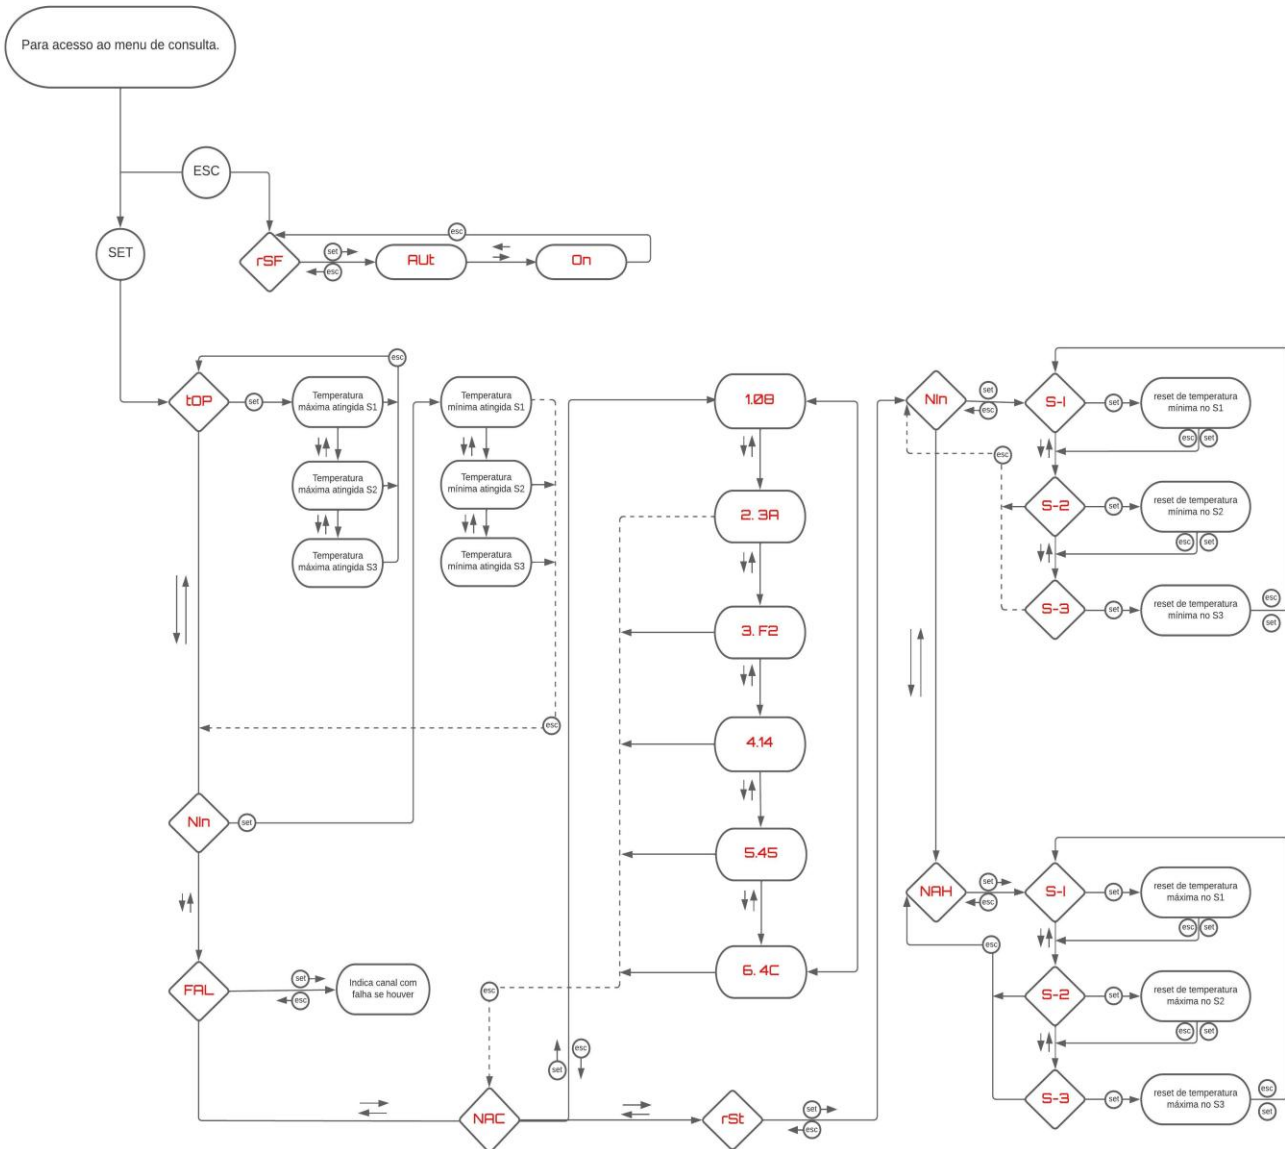 Para acesso ao menu de consulta.
ESC
SET
esc
rSF
set
esc
AUt
On
esc
tOP
set
Temperatura
máxima atingida S1
Temperatura
máxima atingida S2
Temperatura
máxima atingida S3
Temperatura
mínima atingida S1
Temperatura
mínima atingida S2
Temperatura
mínima atingida S3
esc
NIn
set
FAL
set
esc
Indica canal com
falha se houver
1.0B
2. 3A
3. F2
4.14
5.45
6. 4C
esc
set
esc
NAC
rSt
set
esc
NIn
set
esc
S-1
set
reset de temperatura
mínima no S1
esc set
esc
S-2
set
reset de temperatura
mínima no S2
esc set
S-3
set
reset de temperatura
mínima no S3
esc
set
NAH
set
esc
S-1
set
reset de temperatura
máxima no S1
esc set
esc
S-2
set
reset de temperatura
máxima no S2
esc set
S-3
set
reset de temperatura
máxima no S3
esc
set